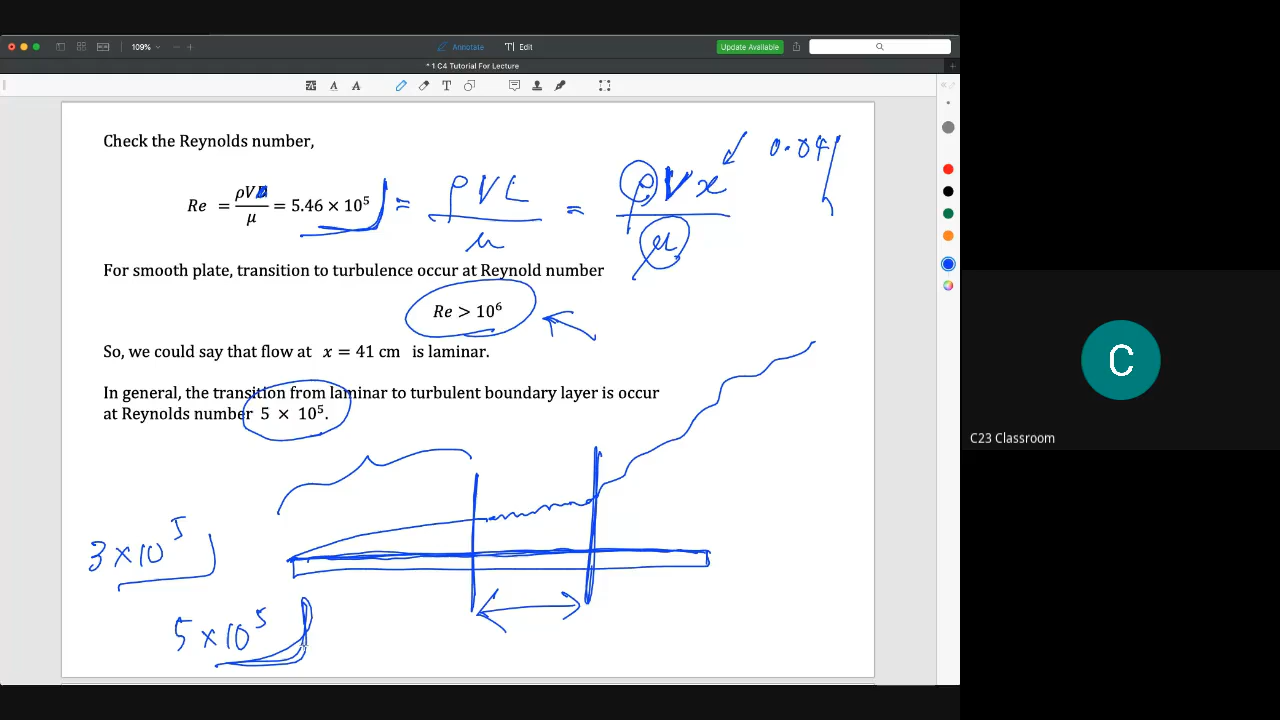 109%
Annotate
Edit
Update Available
* 1 C4 Tutorial For Lecture
Check the Reynolds number,
0.041
Re = ρV / μ = 5.46 × 10⁵ = ρVL / μ = ρVx / μ
For smooth plate, transition to turbulence occur at Reynold number
Re > 10⁶
So, we could say that flow at x = 41 cm is laminar.
In general, the transition from laminar to turbulent boundary layer is occur
at Reynolds number 5 × 10⁵.
3 × 10⁵
5 × 10⁵
C
C23 Classroom